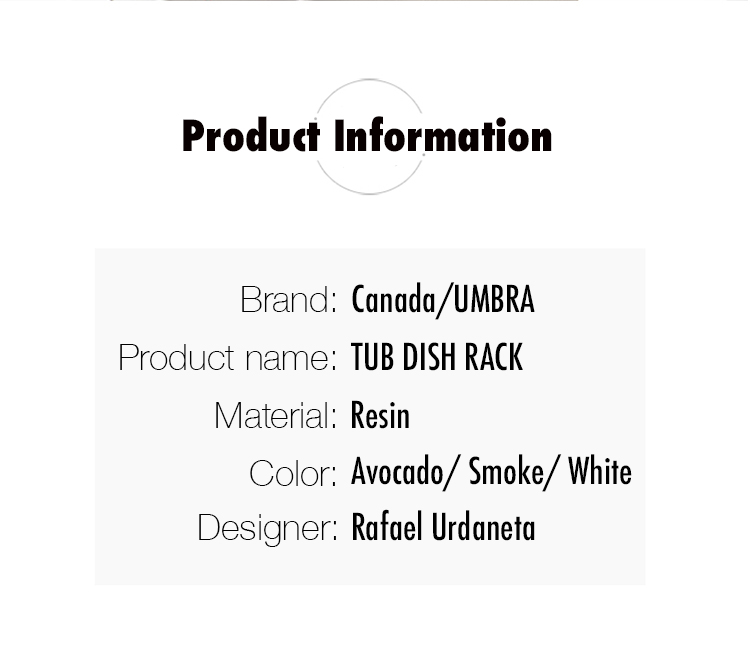 Product Information
Brand: Canada/UMBRA
Product name: TUB DISH RACK
Material: Resin
Color: Avocado/ Smoke/ White
Designer: Rafael Urdaneta